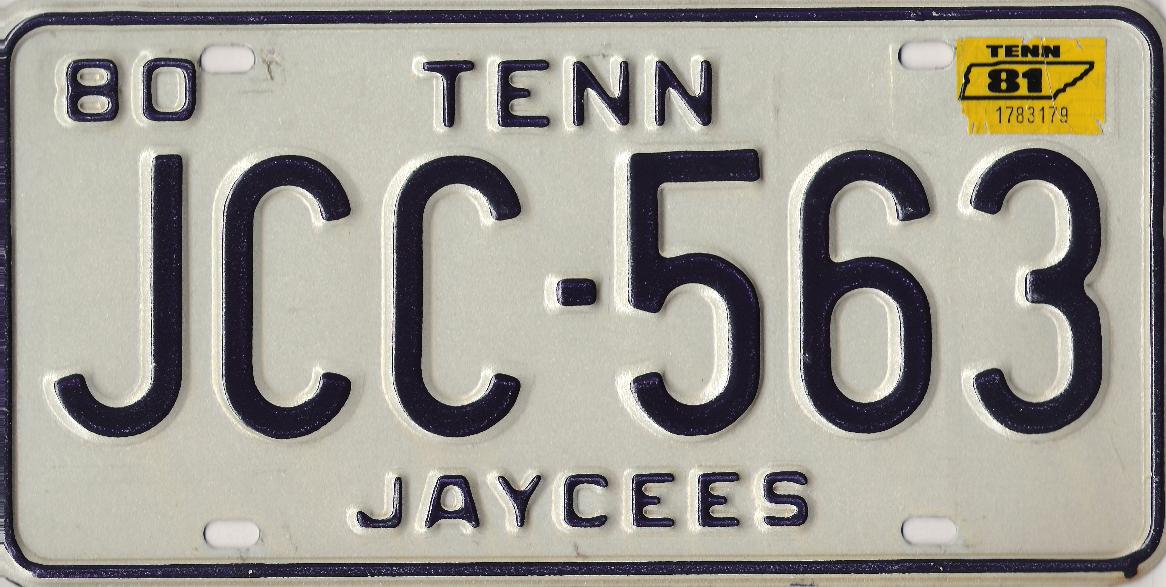 80 TENN
TENN
81
1783179
JCC-563
JAYCEES